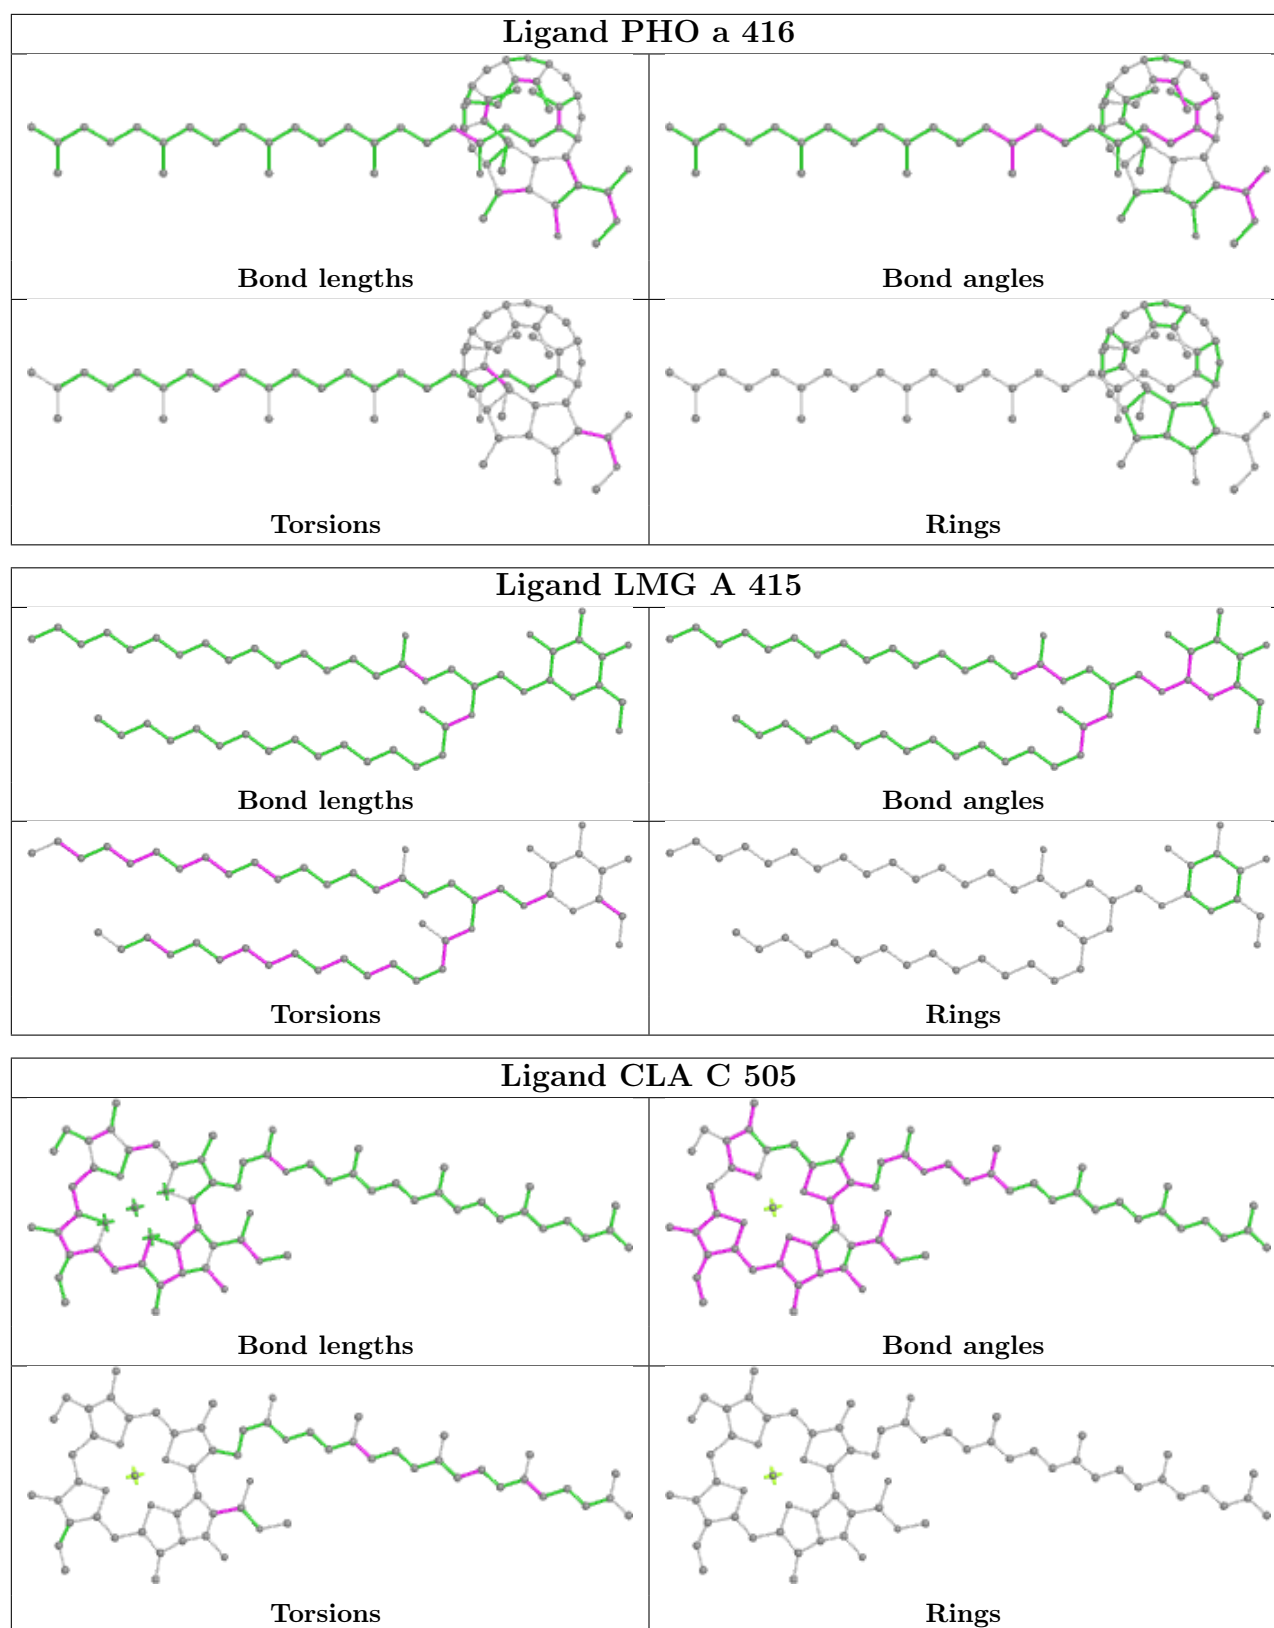 Ligand PHO a 416
Bond lengths
Bond angles
Torsions
Rings
Ligand LMG A 415
Bond lengths
Bond angles
Torsions
Rings
Ligand CLA C 505
Bond lengths
Bond angles
Torsions
Rings